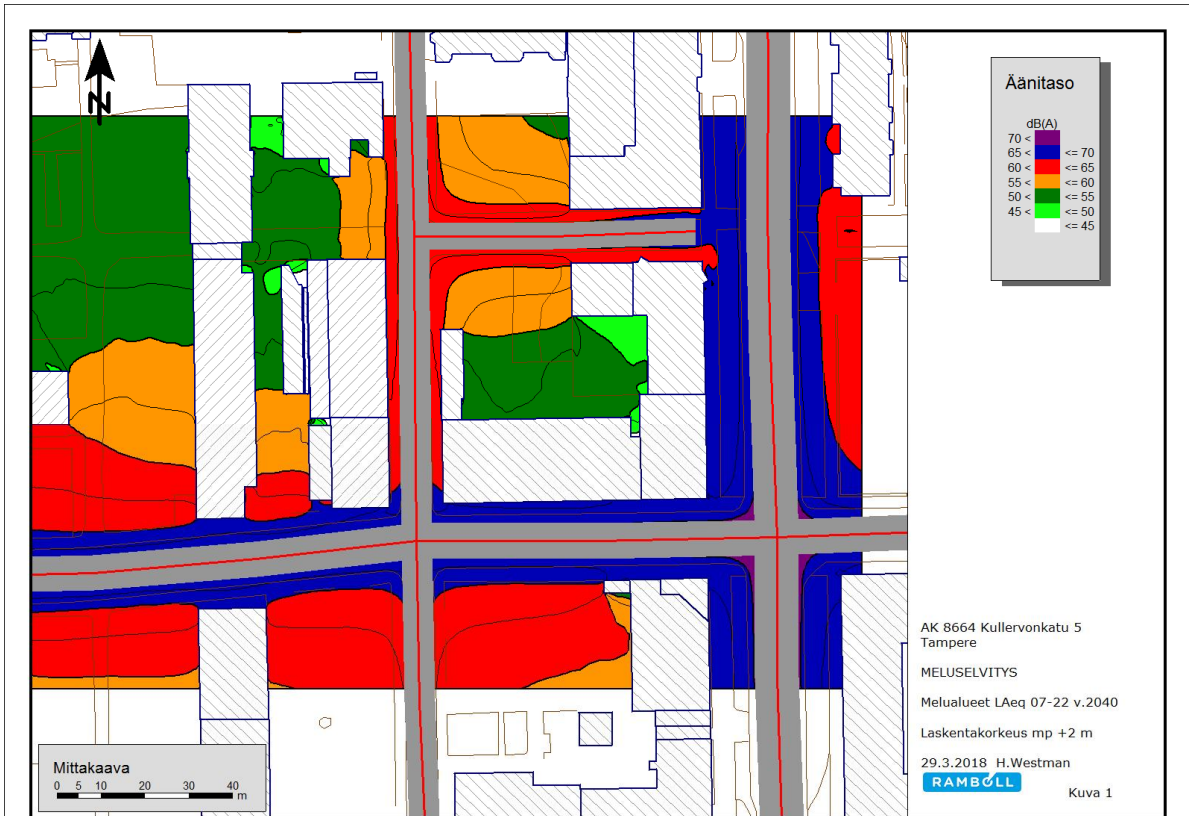 N
Äänitaso
dB(A)
70 <
65 < <= 70
60 < <= 65
55 < <= 60
50 < <= 55
45 < <= 50
<= 45
AK 8664 Kullervonkatu 5
Tampere
MELUSELVITYS
Melualueet LAeq 07-22 v.2040
Laskentakorkeus mp +2 m
29.3.2018 H.Westman
RAMBOLL
Kuva 1
Mittakaava
0 5 10 20 30 40
m